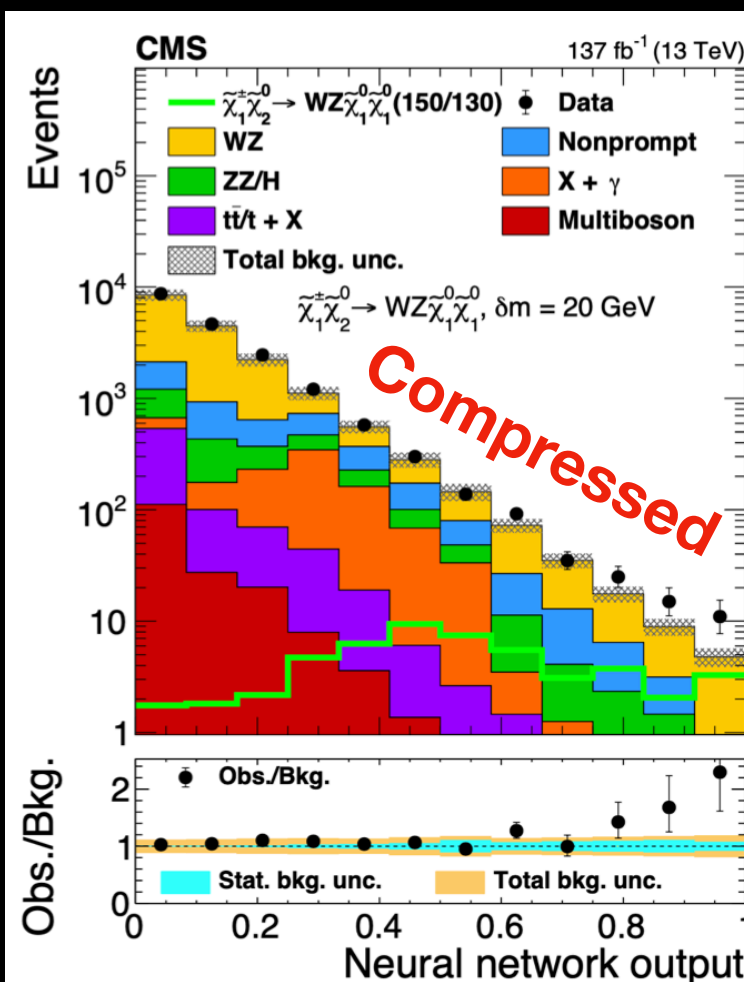 CMS 137 fb⁻¹ (13 TeV)
Events
χ̃₁^± χ̃₂⁰ → WZχ̃₁⁰χ̃₁⁰(150/130) Data
WZ Nonprompt
ZZ/H X + γ
tt̄/t + X Multiboson
Total bkg. unc.
χ̃₁^± χ̃₂⁰ → WZχ̃₁⁰χ̃₁⁰, δm = 20 GeV
Compressed
10⁵
10⁴
10³
10²
10
1
Obs./Bkg.
Obs./Bkg.
2
1
0
Stat. bkg. unc. Total bkg. unc.
0 0.2 0.4 0.6 0.8
Neural network output